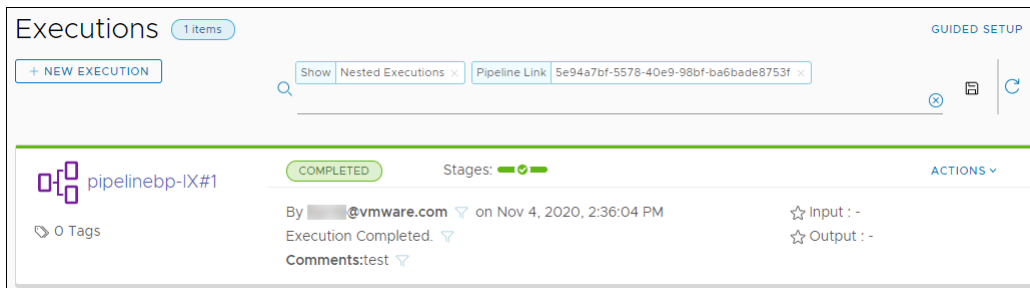 Executions 1 items GUIDED SETUP
+ NEW EXECUTION
Show Nested Executions × Pipeline Link 5e94a7bf-5578-40e9-98bf-ba6bade8753f ×
pipelinebp-IX#1
0 Tags
COMPLETED Stages: ACTIONS
By @vmware.com on Nov 4, 2020, 2:36:04 PM
Execution Completed.
Comments:test
Input : -
Output : -